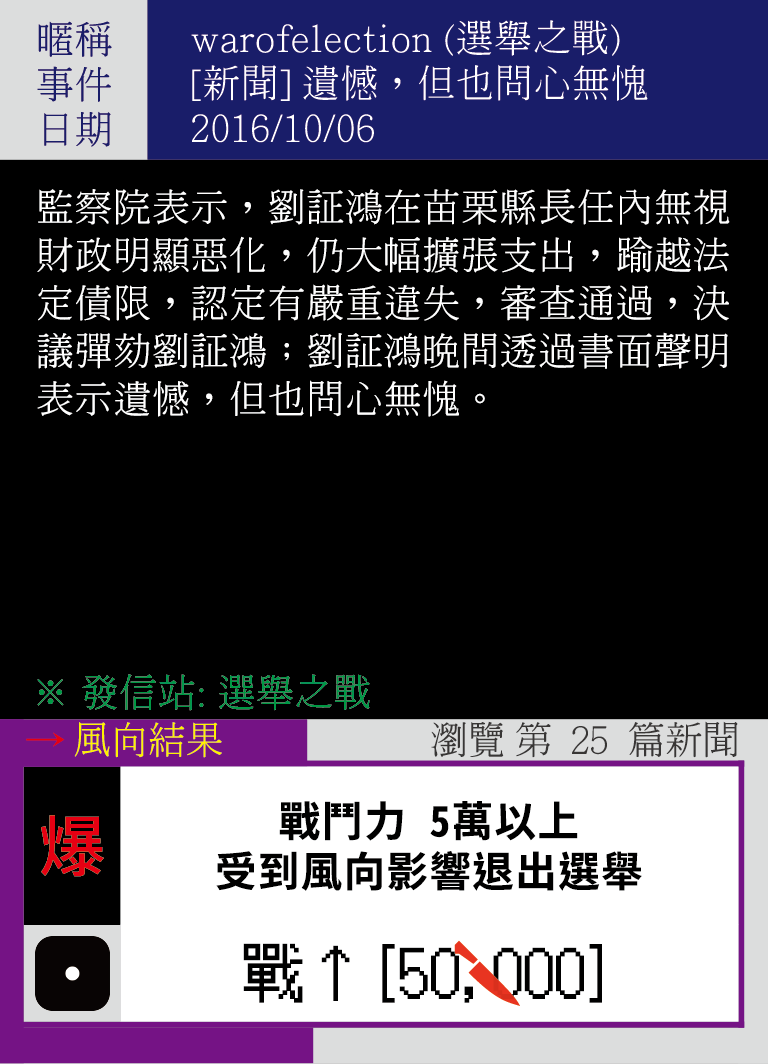 暱稱 warofelection (選舉之戰)
事件 [新聞] 遺憾，但也問心無愧
日期 2016/10/06
監察院表示，劉証鴻在苗栗縣長任內無視
財政明顯惡化，仍大幅擴張支出，踰越法
定債限，認定有嚴重違失，審查通過，決
議彈劾劉証鴻；劉証鴻晚間透過書面聲明
表示遺憾，但也問心無愧。
※ 發信站: 選舉之戰
→ 風向結果 瀏覽 第 25 篇新聞
爆
戰鬥力 5萬以上
受到風向影響退出選舉
戰↑[50,000]